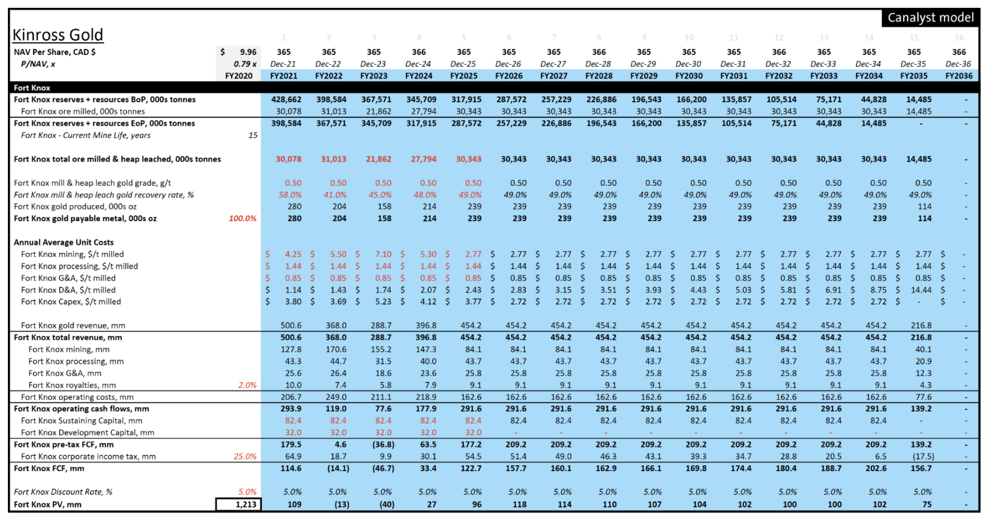 Canalyst model
Kinross Gold 1 2 3 4 5 6 7 8 9 10 11 12 13 14 15 16
NAV Per Share, CAD $ $ 9.96 365 365 365 366 365 365 365 366 365 365 365 366 365 365 365 366
P/NAV, x 0.79 x Dec-21 Dec-22 Dec-23 Dec-24 Dec-25 Dec-26 Dec-27 Dec-28 Dec-29 Dec-30 Dec-31 Dec-32 Dec-33 Dec-34 Dec-35 Dec-36
FY2020 FY2021 FY2022 FY2023 FY2024 FY2025 FY2026 FY2027 FY2028 FY2029 FY2030 FY2031 FY2032 FY2033 FY2034 FY2035 FY2036
Fort Knox
Fort Knox reserves + resources BoP, 000s tonnes 428,662 398,584 367,571 345,709 317,915 287,572 257,229 226,886 196,543 166,200 135,857 105,514 75,171 44,828 14,485 -
Fort Knox ore milled, 000s tonnes 30,078 31,013 21,862 27,794 30,343 30,343 30,343 30,343 30,343 30,343 30,343 30,343 30,343 30,343 14,485 -
Fort Knox reserves + resources EoP, 000s tonnes 398,584 367,571 345,709 317,915 287,572 257,229 226,886 196,543 166,200 135,857 105,514 75,171 44,828 14,485 - -
Fort Knox - Current Mine Life, years 15
Fort Knox total ore milled & heap leached, 000s tonnes 30,078 31,013 21,862 27,794 30,343 30,343 30,343 30,343 30,343 30,343 30,343 30,343 30,343 30,343 14,485 -
Fort Knox mill & heap leach gold grade, g/t 0.50 0.50 0.50 0.50 0.50 0.50 0.50 0.50 0.50 0.50 0.50 0.50 0.50 0.50 0.50 -
Fort Knox mill & heap leach gold recovery rate, % 58.0% 41.0% 45.0% 48.0% 49.0% 49.0% 49.0% 49.0% 49.0% 49.0% 49.0% 49.0% 49.0% 49.0% 49.0% -
Fort Knox gold produced, 000s oz 280 204 158 214 239 239 239 239 239 239 239 239 239 239 114 -
Fort Knox gold payable metal, 000s oz 100.0% 280 204 158 214 239 239 239 239 239 239 239 239 239 239 114 -
Annual Average Unit Costs
Fort Knox mining, $/t milled $ 4.25 $ 5.50 $ 7.10 $ 5.30 $ 2.77 $ 2.77 $ 2.77 $ 2.77 $ 2.77 $ 2.77 $ 2.77 $ 2.77 $ 2.77 $ 2.77 $ 2.77 $ -
Fort Knox processing, $/t milled $ 1.44 $ 1.44 $ 1.44 $ 1.44 $ 1.44 $ 1.44 $ 1.44 $ 1.44 $ 1.44 $ 1.44 $ 1.44 $ 1.44 $ 1.44 $ 1.44 $ 1.44 $ -
Fort Knox G&A, $/t milled $ 0.85 $ 0.85 $ 0.85 $ 0.85 $ 0.85 $ 0.85 $ 0.85 $ 0.85 $ 0.85 $ 0.85 $ 0.85 $ 0.85 $ 0.85 $ 0.85 $ 0.85 $ -
Fort Knox D&A, $/t milled $ 1.14 $ 1.43 $ 1.74 $ 2.07 $ 2.43 $ 2.83 $ 3.15 $ 3.51 $ 3.93 $ 4.43 $ 5.03 $ 5.81 $ 6.91 $ 8.75 $ 14.44 $ -
Fort Knox Capex, $/t milled $ 3.80 $ 3.69 $ 5.23 $ 4.12 $ 3.77 $ 2.72 $ 2.72 $ 2.72 $ 2.72 $ 2.72 $ 2.72 $ 2.72 $ 2.72 $ 2.72 $ - $ -
Fort Knox gold revenue, mm 500.6 368.0 288.7 396.8 454.2 454.2 454.2 454.2 454.2 454.2 454.2 454.2 454.2 454.2 216.8 -
Fort Knox total revenue, mm 500.6 368.0 288.7 396.8 454.2 454.2 454.2 454.2 454.2 454.2 454.2 454.2 454.2 454.2 216.8 -
Fort Knox mining, mm 127.8 170.6 155.2 147.3 84.1 84.1 84.1 84.1 84.1 84.1 84.1 84.1 84.1 84.1 40.1 -
Fort Knox processing, mm 43.3 44.7 31.5 40.0 43.7 43.7 43.7 43.7 43.7 43.7 43.7 43.7 43.7 43.7 20.9 -
Fort Knox G&A, mm 25.6 26.4 18.6 23.6 25.8 25.8 25.8 25.8 25.8 25.8 25.8 25.8 25.8 25.8 12.3 -
Fort Knox royalties, mm 2.0% 10.0 7.4 5.8 7.9 9.1 9.1 9.1 9.1 9.1 9.1 9.1 9.1 9.1 9.1 4.3 -
Fort Knox operating costs, mm 206.7 249.0 211.1 218.9 162.6 162.6 162.6 162.6 162.6 162.6 162.6 162.6 162.6 162.6 77.6 -
Fort Knox operating cash flows, mm 293.9 119.0 77.6 177.9 291.6 291.6 291.6 291.6 291.6 291.6 291.6 291.6 291.6 291.6 139.2 -
Fort Knox Sustaining Capital, mm 82.4 82.4 82.4 82.4 82.4 82.4 82.4 82.4 82.4 82.4 82.4 82.4 82.4 82.4 - -
Fort Knox Development Capital, mm 32.0 32.0 32.0 32.0 32.0 - - - - - - - - - - -
Fort Knox pre-tax FCF, mm 179.5 4.6 (36.8) 63.5 177.2 209.2 209.2 209.2 209.2 209.2 209.2 209.2 209.2 209.2 139.2 -
Fort Knox corporate income tax, mm 25.0% 64.9 18.7 9.9 30.1 54.5 51.4 49.0 46.3 43.1 39.3 34.7 28.8 20.5 6.5 (17.5) -
Fort Knox FCF, mm 114.6 (14.1) (46.7) 33.4 122.7 157.7 160.1 162.9 166.1 169.8 174.4 180.4 188.7 202.6 156.7 -
Fort Knox Discount Rate, % 5.0% 5.0% 5.0% 5.0% 5.0% 5.0% 5.0% 5.0% 5.0% 5.0% 5.0% 5.0% 5.0% 5.0% 5.0% 5.0% -
Fort Knox PV, mm 1,213 109 (13) (40) 27 96 118 114 110 107 104 102 100 100 102 75 -